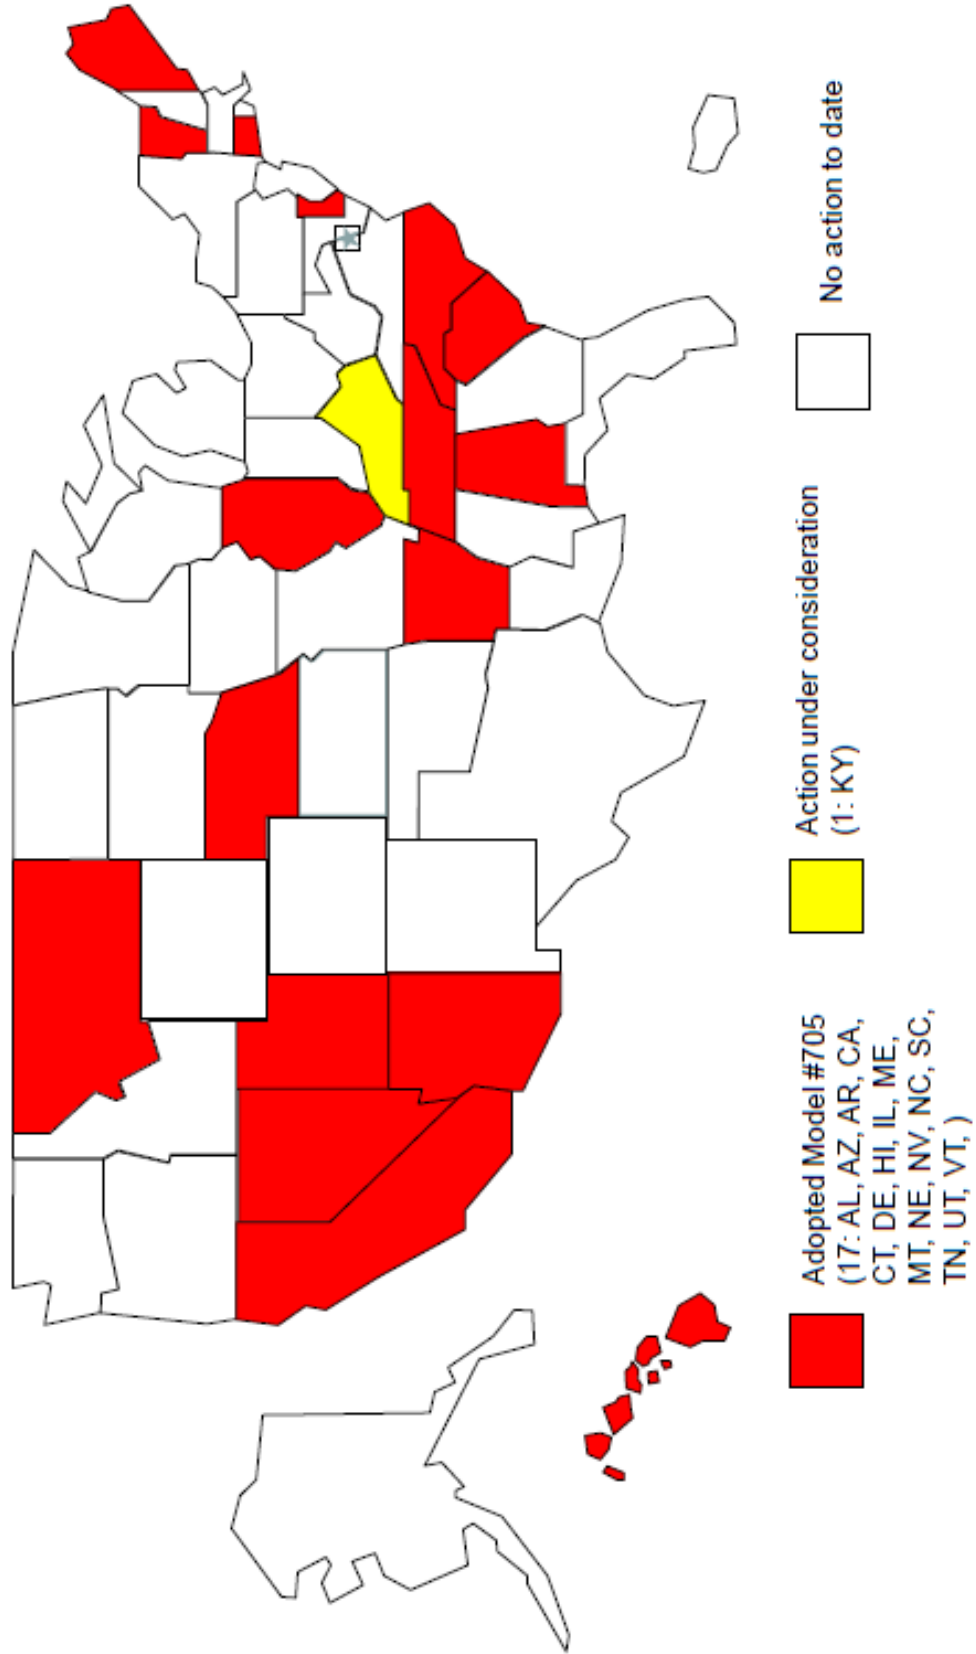 Adopted Model #705
(17: AL, AZ, AR, CA,
CT, DE, HI, IL, ME,
MT, NE, NV, NC, SC,
TN, UT, VT, )
Action under consideration
(1: KY)
No action to date